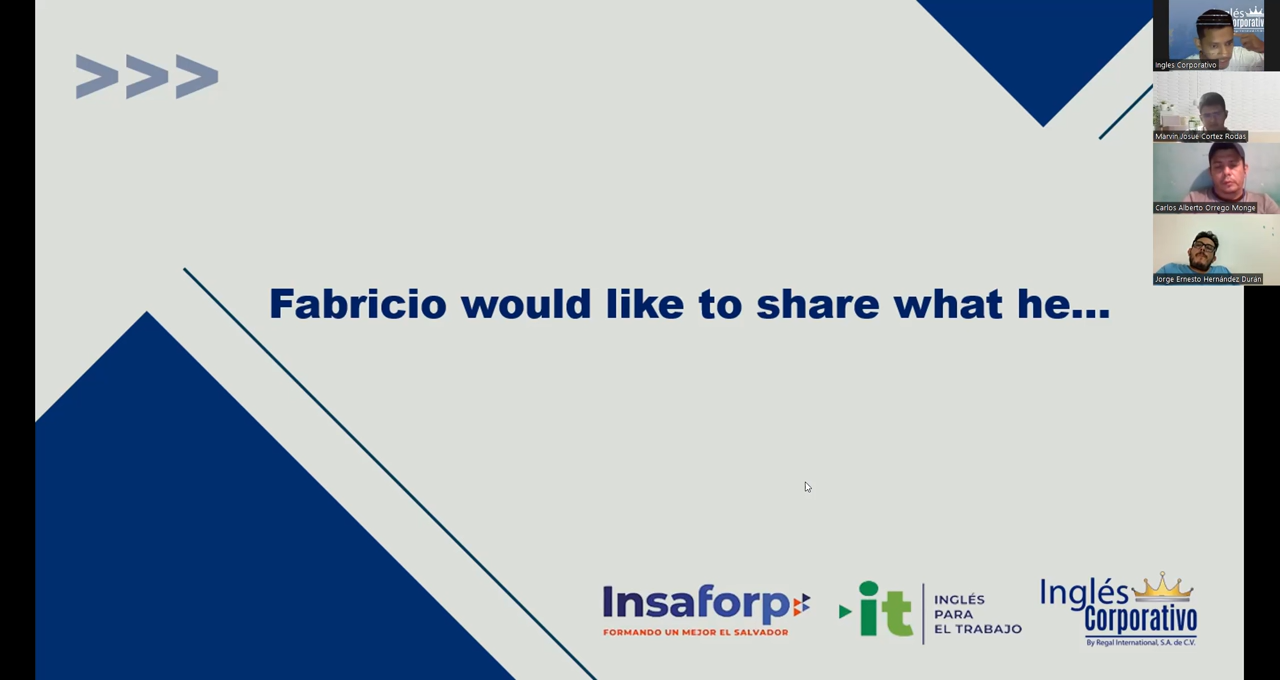 >>>
Fabricio would like to share what he...
Insaforp
FORMANDO UN MEJOR EL SALVADOR
it
INGLÉS
PARA
EL TRABAJO
Inglés
Corporativo
By Regal International, S.A. de C.V.
Ingles Corporativo
Marvin Josué Cortez Rodas
Carlos Alberto Orrego Monge
Jorge Ernesto Hernández Durán